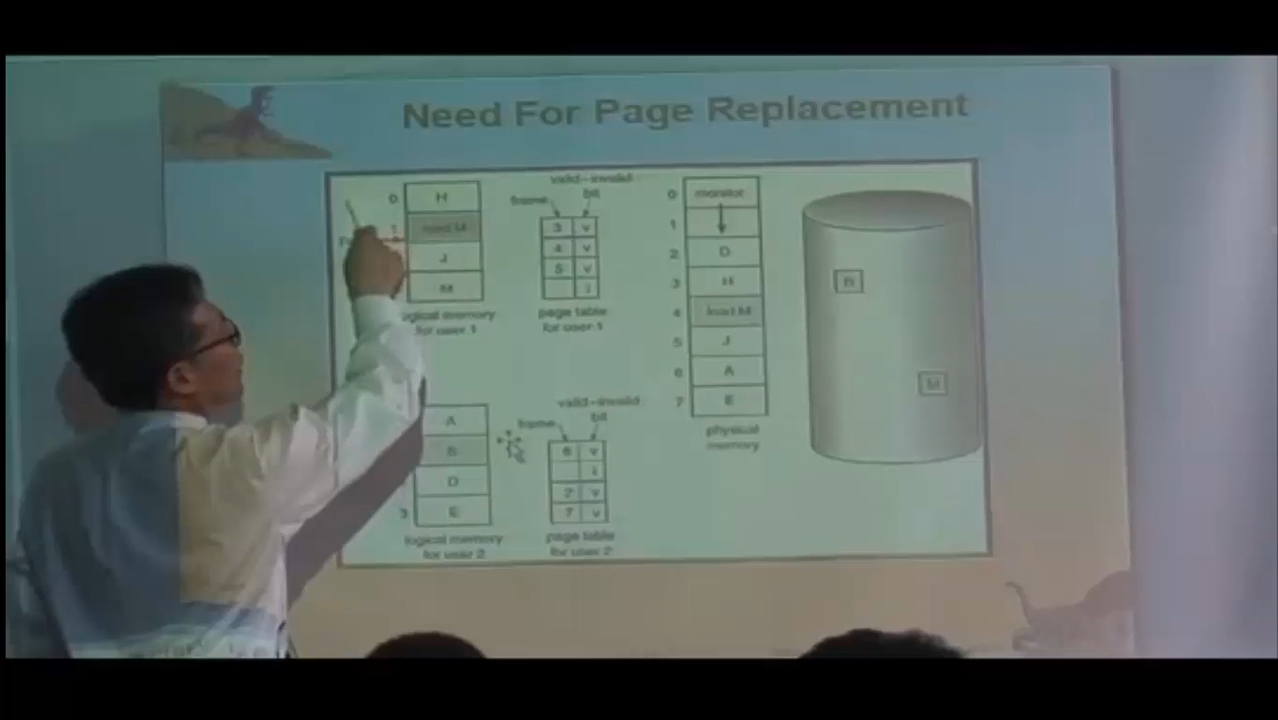 Need For Page Replacement
valid–invalid
bit
frame
0 H
1 load M
J
M
3 v
4 v
5 v
i
logical memory
for user 1
page table
for user 1
0 monitor
1
2 D
3 H
4 load M
5 J
6 A
7 E
physical
memory
B
M
valid–invalid
bit
frame
A
B
D
3 E
6 v
i
2 v
7 v
logical memory
for user 2
page table
for user 2